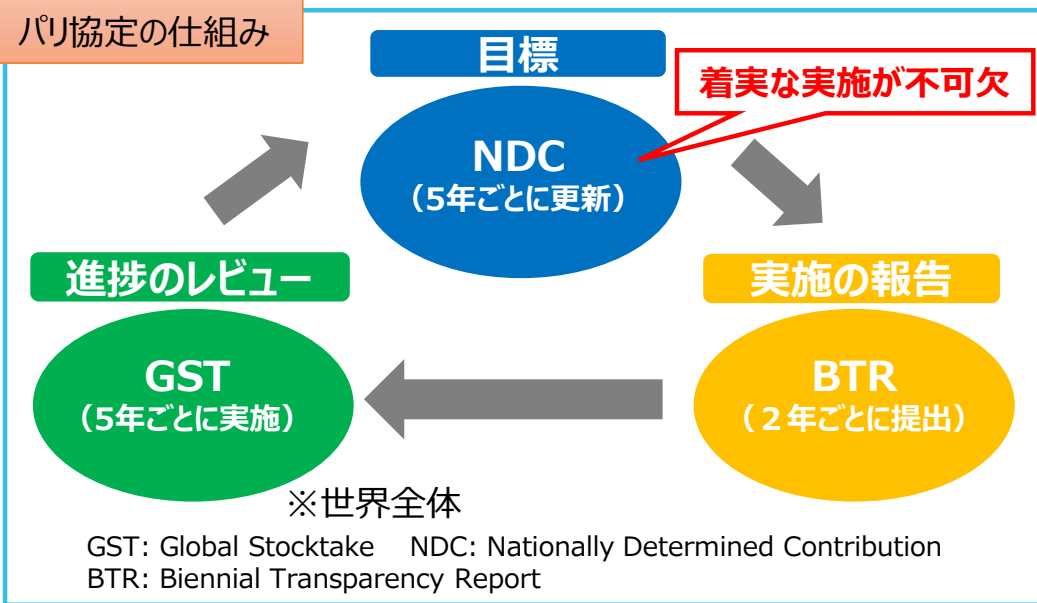 パリ協定の仕組み
目標
着実な実施が不可欠
NDC
（5年ごとに更新）
進捗のレビュー
実施の報告
GST
（5年ごとに実施）
BTR
（２年ごとに提出）
※世界全体
GST: Global Stocktake NDC: Nationally Determined Contribution
BTR: Biennial Transparency Report